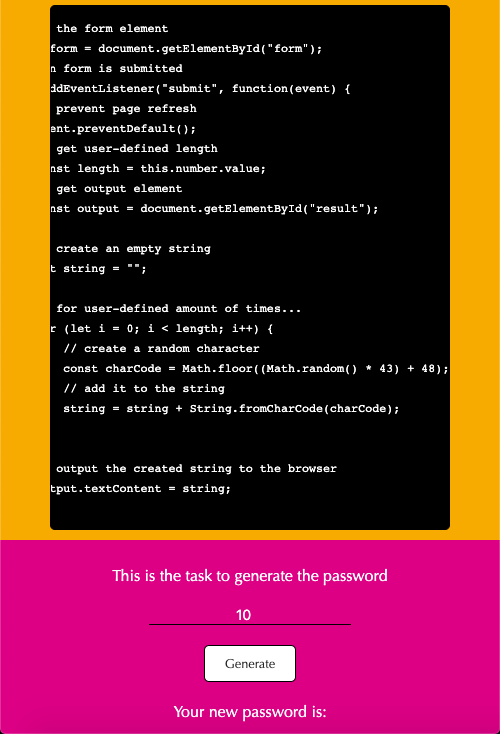 the form element
form = document.getElementById("form");
n form is submitted
ddEventListener("submit", function(event) {
prevent page refresh
ent.preventDefault();
get user-defined length
nst length = this.number.value;
get output element
nst output = document.getElementById("result");
create an empty string
t string = "";
for user-defined amount of times...
r (let i = 0; i < length; i++) {
// create a random character
const charCode = Math.floor((Math.random() * 43) + 48);
// add it to the string
string = string + String.fromCharCode(charCode);
output the created string to the browser
tput.textContent = string;
This is the task to generate the password
10
Generate
Your new password is: